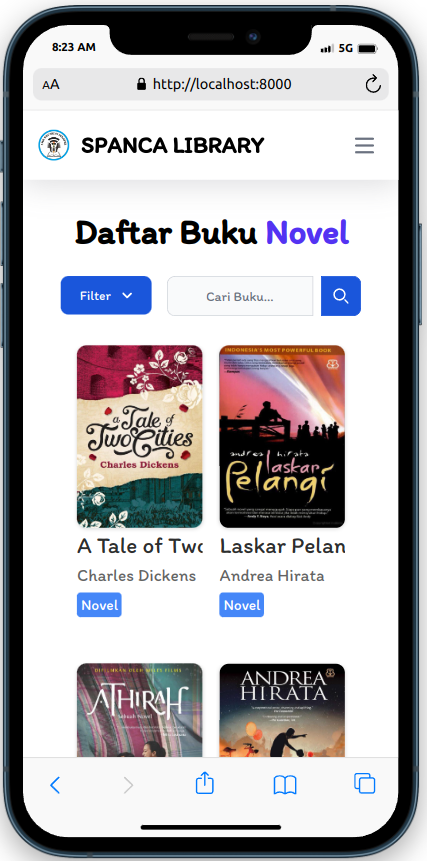 8:23 AM
5G
AA
http://localhost:8000
SPANCA LIBRARY
Daftar Buku Novel
Filter
Cari Buku...
a Tale of
Two Cities
Charles Dickens
INDONESIA'S MOST POWERFUL BOOK
andrea hirata
laskar
Pelangi
A Tale of Two
Laskar Pelan
Charles Dickens
Andrea Hirata
Novel
Novel
ATHIRAH
Sebuah Novel
ANDREA
HIRATA